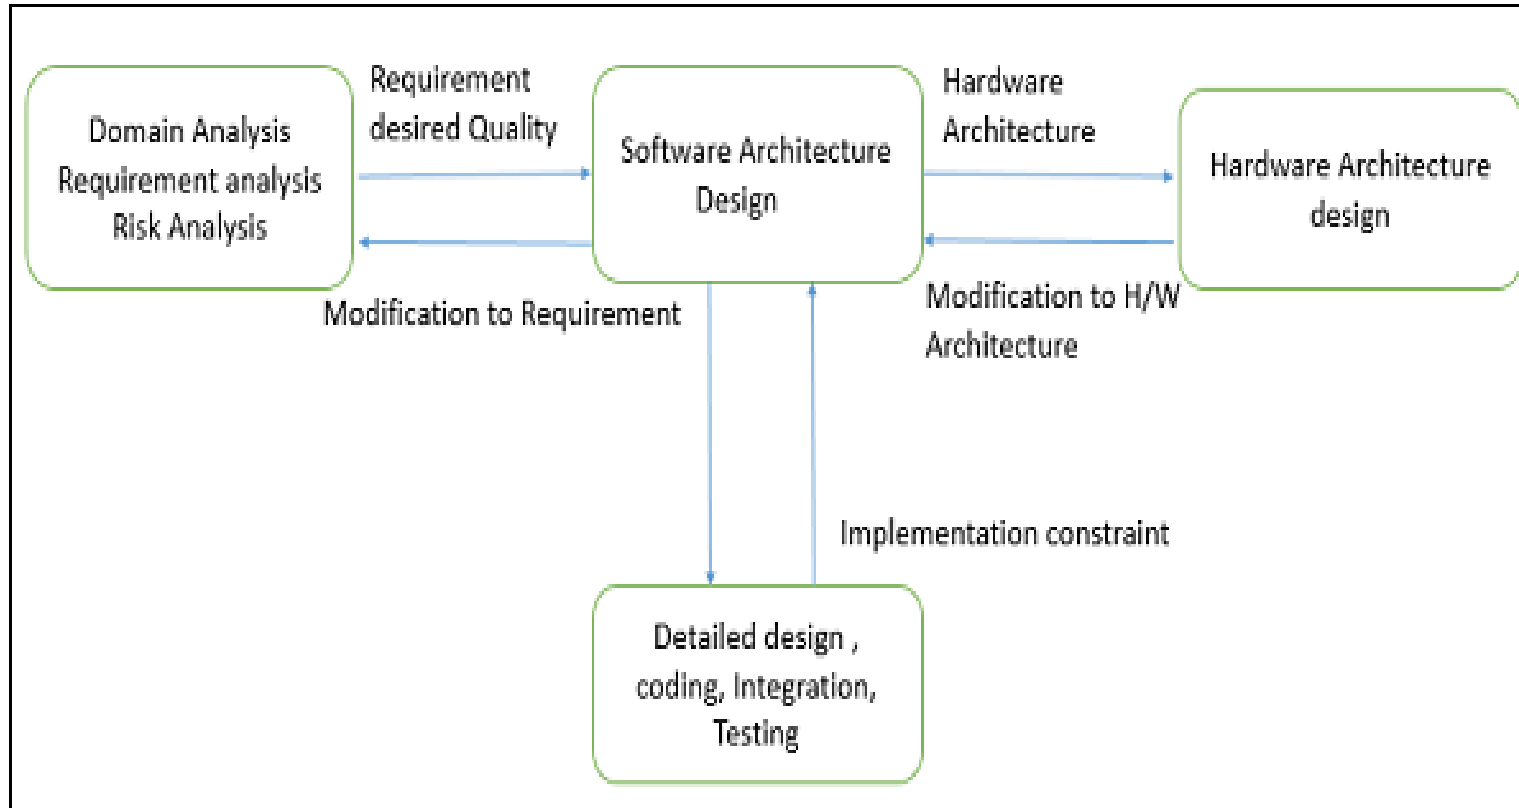 Domain Analysis
Requirement analysis
Risk Analysis
Requirement
desired Quality
Software Architecture
Design
Hardware
Architecture
Hardware Architecture
design
Modification to Requirement
Modification to H/W
Architecture
Implementation constraint
Detailed design ,
coding, Integration,
Testing